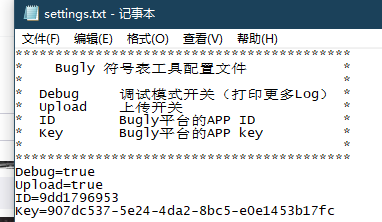 settings.txt - 记事本
文件(F) 编辑(E) 格式(O) 查看(V) 帮助(H)
******************************************
* Bugly 符号表工具配置文件 *
* *
* Debug 调试模式开关（打印更多Log） *
* Upload 上传开关 *
* ID Bugly平台的APP ID *
* Key Bugly平台的APP key *
* *
******************************************
Debug=true
Upload=true
ID=9dd1796953
Key=907dc537-5e24-4da2-8bc5-e0e1453b17fc